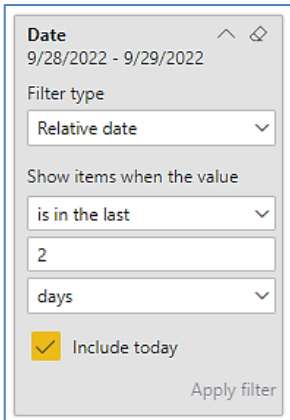 Date
9/28/2022 - 9/29/2022
Filter type
Relative date
Show items when the value
is in the last
2
days
Include today
Apply filter